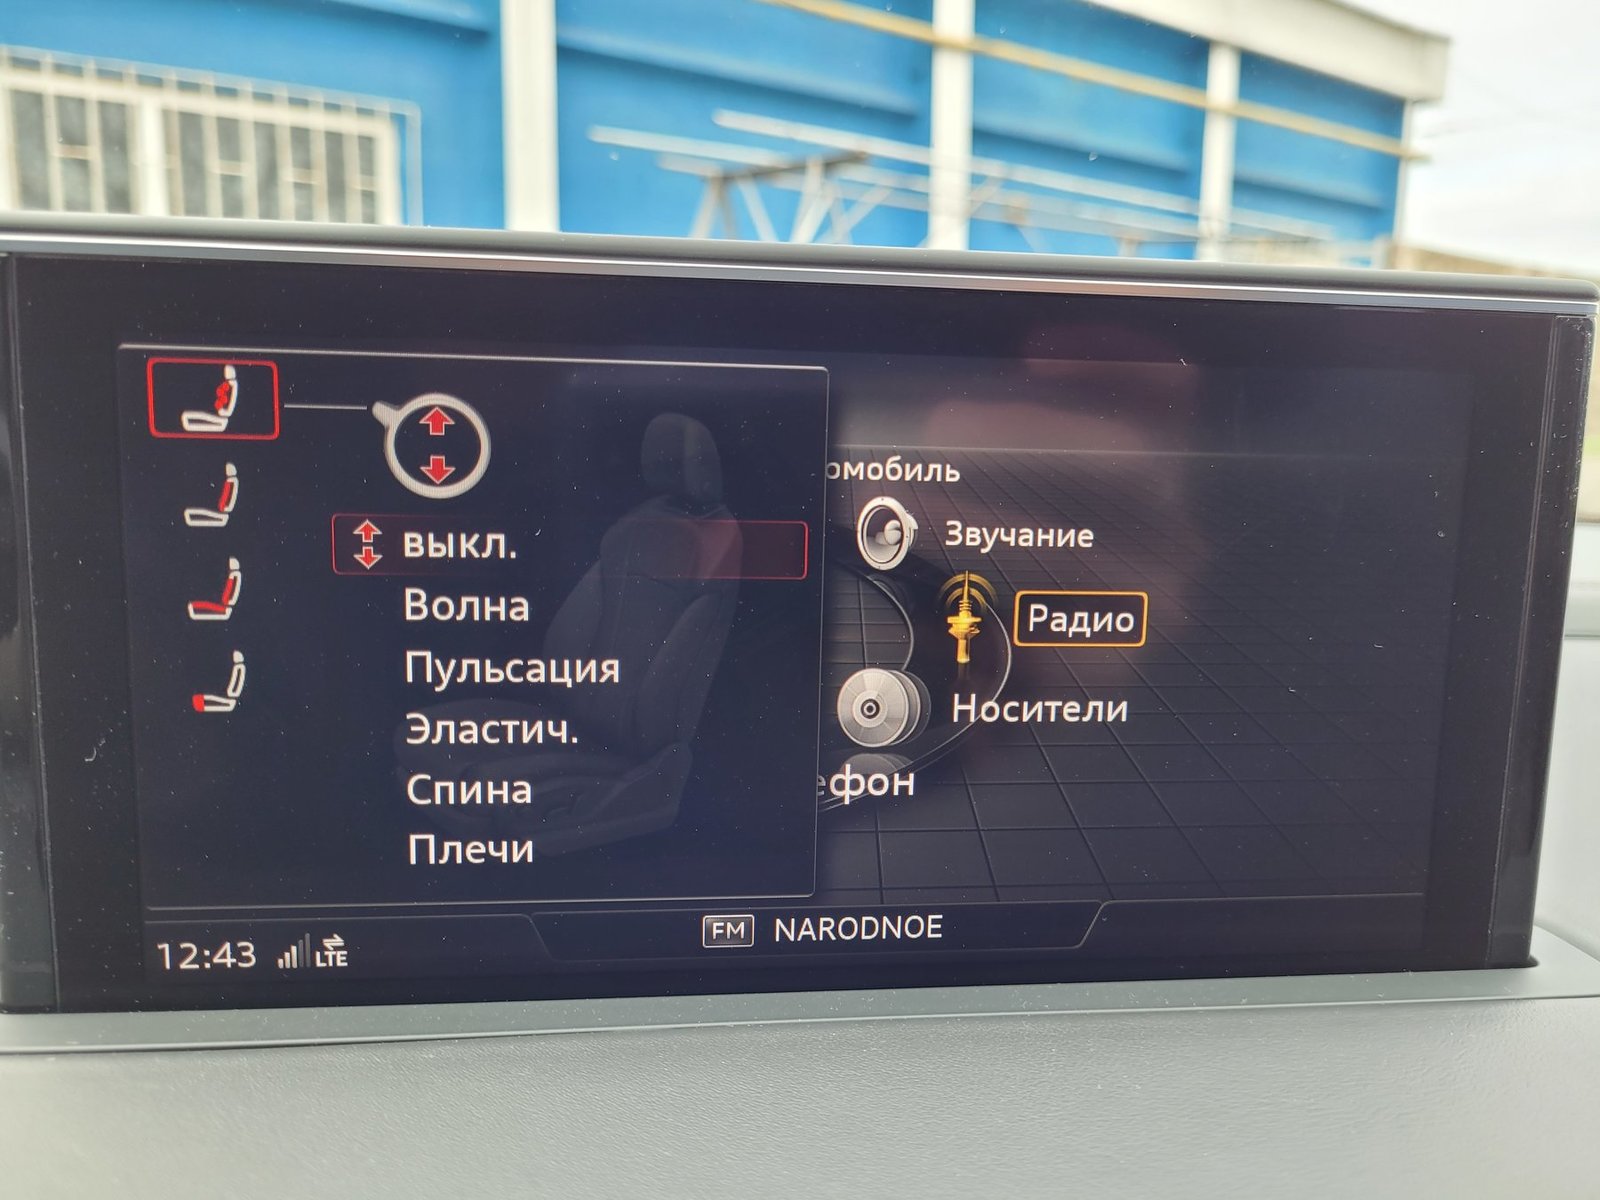 выкл.
Волна
Пульсация
Эластич.
Спина
Плечи
омобиль
Звучание
Радио
Носители
ефон
12:43 LTE
FM NARODNOE